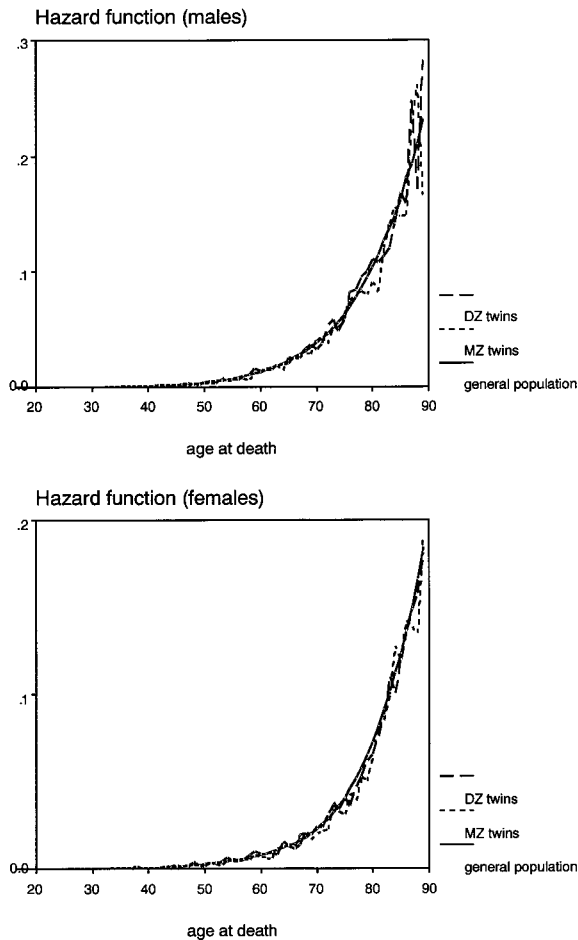 Hazard function (males)
.3
.2
.1
0.0
20 30 40 50 60 70 80 90
age at death
DZ twins
MZ twins
general population
Hazard function (females)
.2
.1
0.0
20 30 40 50 60 70 80 90
age at death
DZ twins
MZ twins
general population